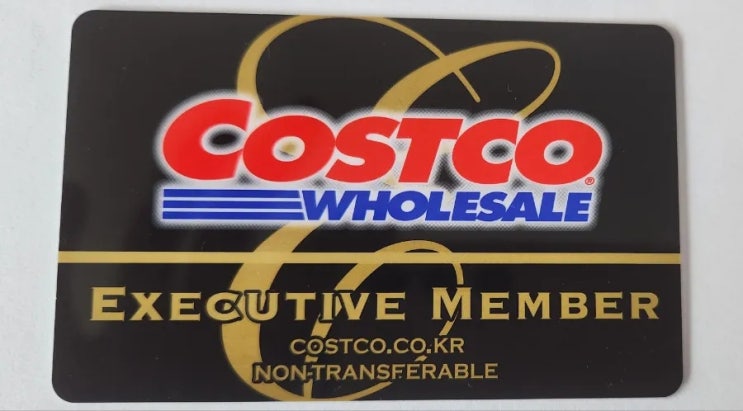 COSTCO®
WHOLESALE
EXECUTIVE MEMBER
COSTCO.CO.KR
NON-TRANSFERABLE